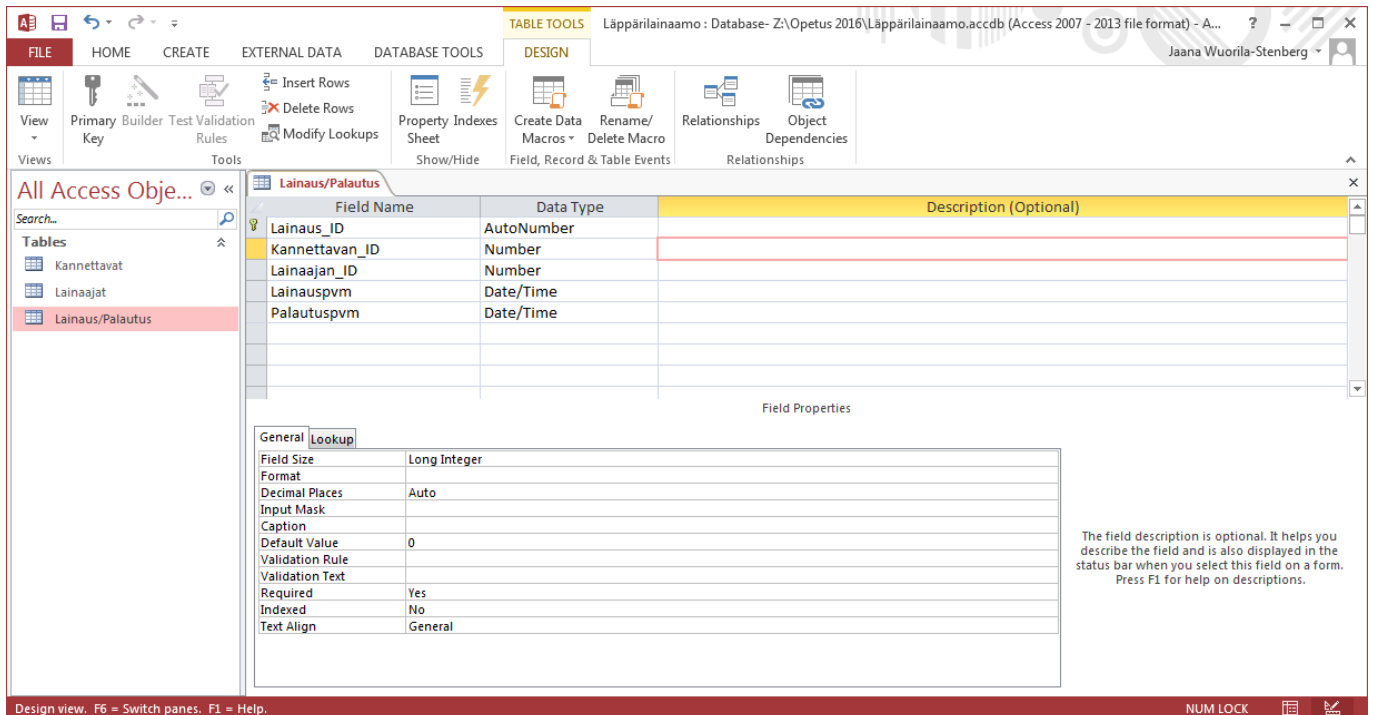 TABLE TOOLS Läppärilainaamo : Database- Z:\Opetus 2016\Läppärilainaamo.accdb (Access 2007 - 2013 file format) - A... ?
FILE HOME CREATE EXTERNAL DATA DATABASE TOOLS DESIGN Jaana Wuorila-Stenberg
View
Primary Key
Builder
Test Validation Rules
Insert Rows
Delete Rows
Modify Lookups
Property Sheet
Indexes
Create Data Macros
Rename/ Delete Macro
Relationships
Object Dependencies
Views Tools Show/Hide Field, Record & Table Events Relationships
All Access Obje... «
Search...
Tables
Kannettavat
Lainaajat
Lainaus/Palautus
Lainaus/Palautus
Field Name Data Type Description (Optional)
Lainaus_ID AutoNumber
Kannettavan_ID Number
Lainaajan_ID Number
Lainauspvm Date/Time
Palautuspvm Date/Time
Field Properties
General Lookup
Field Size Long Integer
Format
Decimal Places Auto
Input Mask
Caption
Default Value 0
Validation Rule
Validation Text
Required Yes
Indexed No
Text Align General
The field description is optional. It helps you
describe the field and is also displayed in the
status bar when you select this field on a form.
Press F1 for help on descriptions.
Design view. F6 = Switch panes. F1 = Help. NUM LOCK